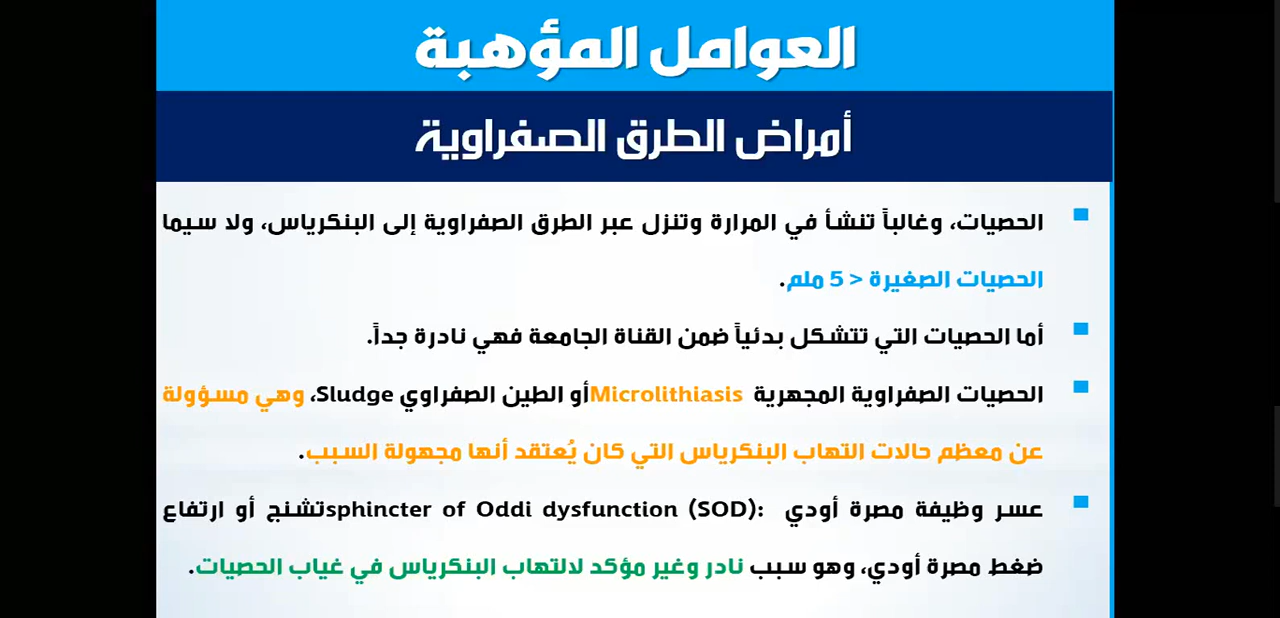 العوامل المؤهبة
أمراض الطرق الصفراوية
الحصيات، وغالباً تنشأ في المرارة وتنزل عبر الطرق الصفراوية إلى البنكرياس، ولا سيما
الحصيات الصغيرة < 5 ملم.
أما الحصيات التي تتشكل بدئياً ضمن القناة الجامعة فهي نادرة جداً.
الحصيات الصفراوية المجهرية Microlithiasis أو الطين الصفراوي Sludge، وهي مسؤولة
عن معظم حالات التهاب البنكرياس التي كان يُعتقد أنها مجهولة السبب.
عسر وظيفة مصرة أودي sphincter of Oddi dysfunction (SOD): تشنج أو ارتفاع
ضغط مصرة أودي، وهو سبب نادر وغير مؤكد لالتهاب البنكرياس في غياب الحصيات.